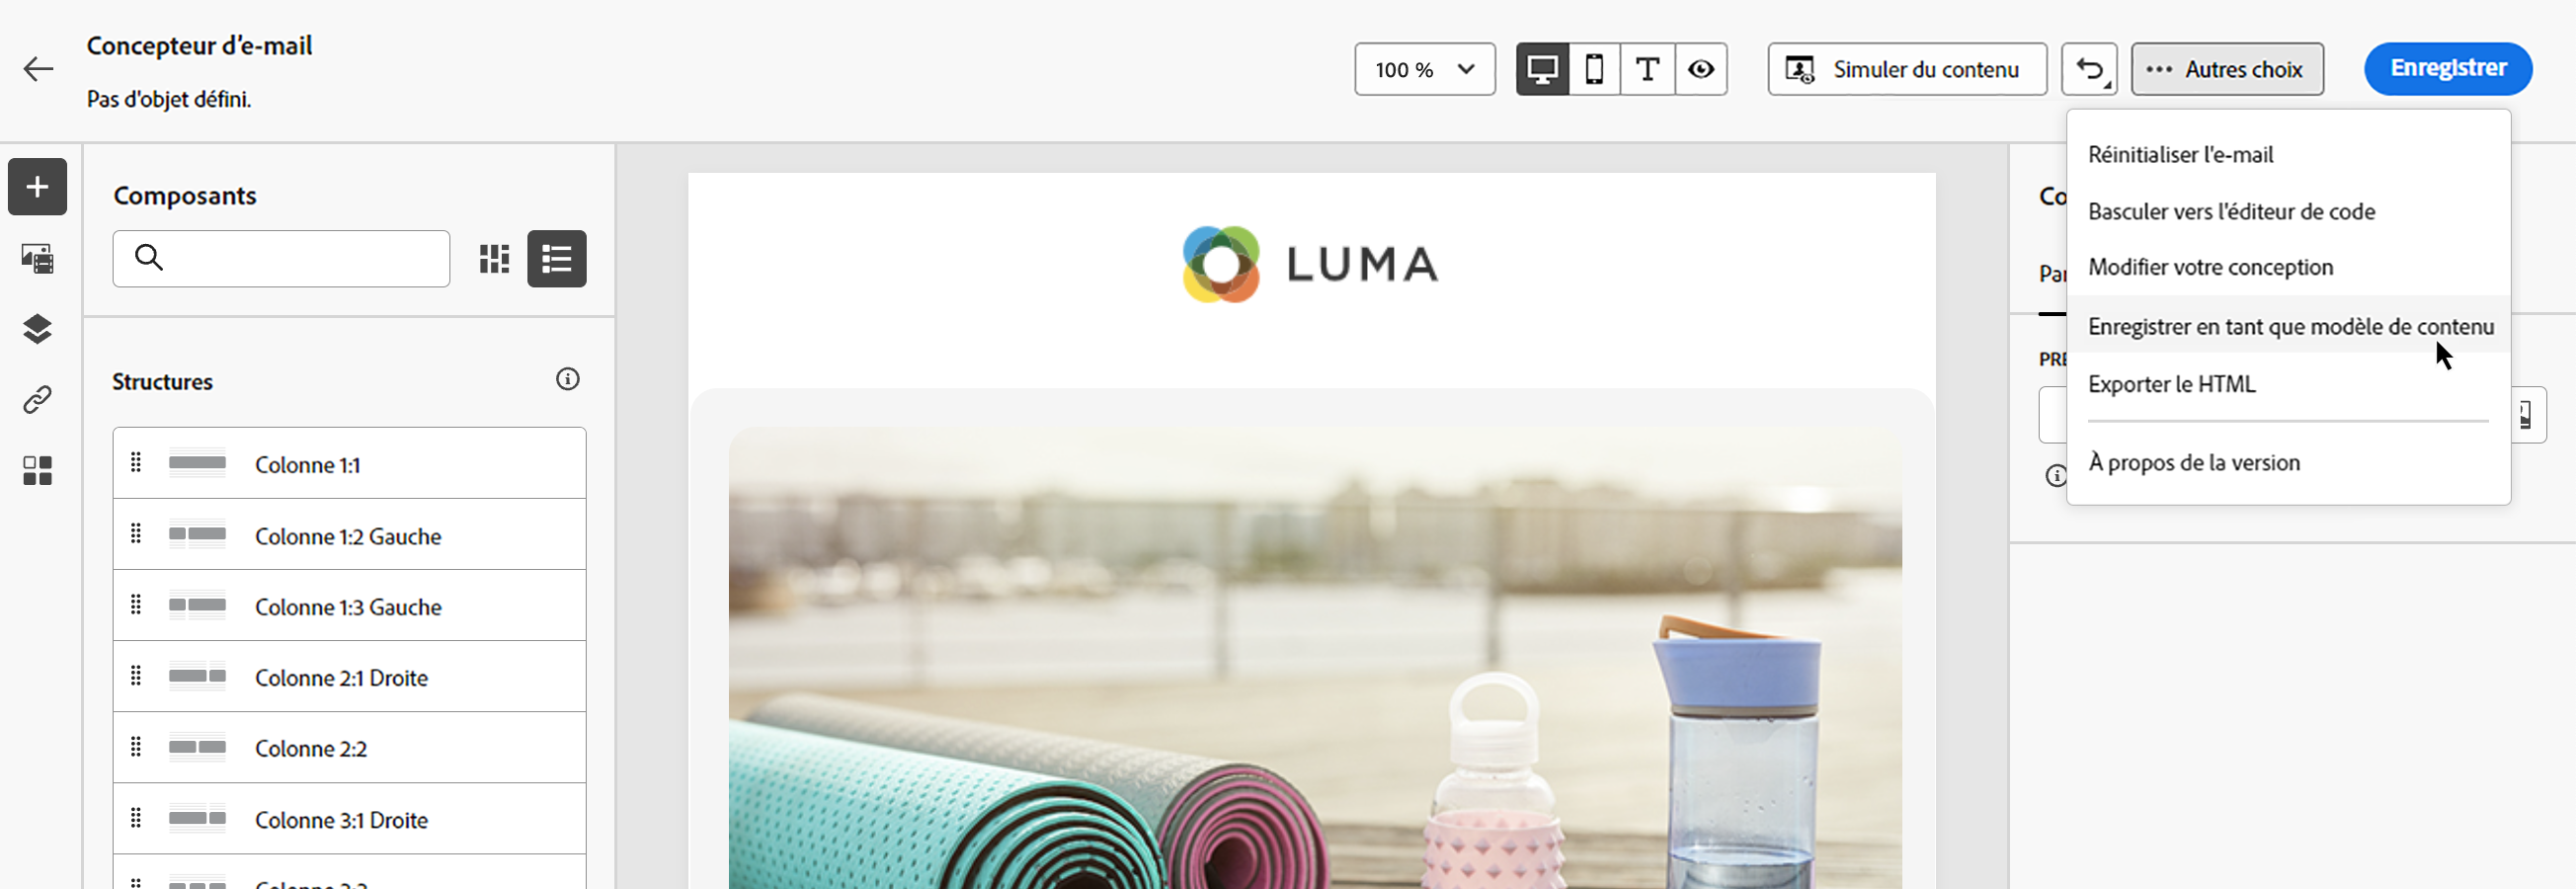 Concepteur d'e-mail
Pas d'objet défini.
100 %
Simuler du contenu
Autres choix
Enregistrer
Réinitialiser l'e-mail
Basculer vers l'éditeur de code
Modifier votre conception
Enregistrer en tant que modèle de contenu
Exporter le HTML
À propos de la version
Composants
Structures
Colonne 1:1
Colonne 1:2 Gauche
Colonne 1:3 Gauche
Colonne 2:1 Droite
Colonne 2:2
Colonne 3:1 Droite
LUMA
Co
Par
PRE